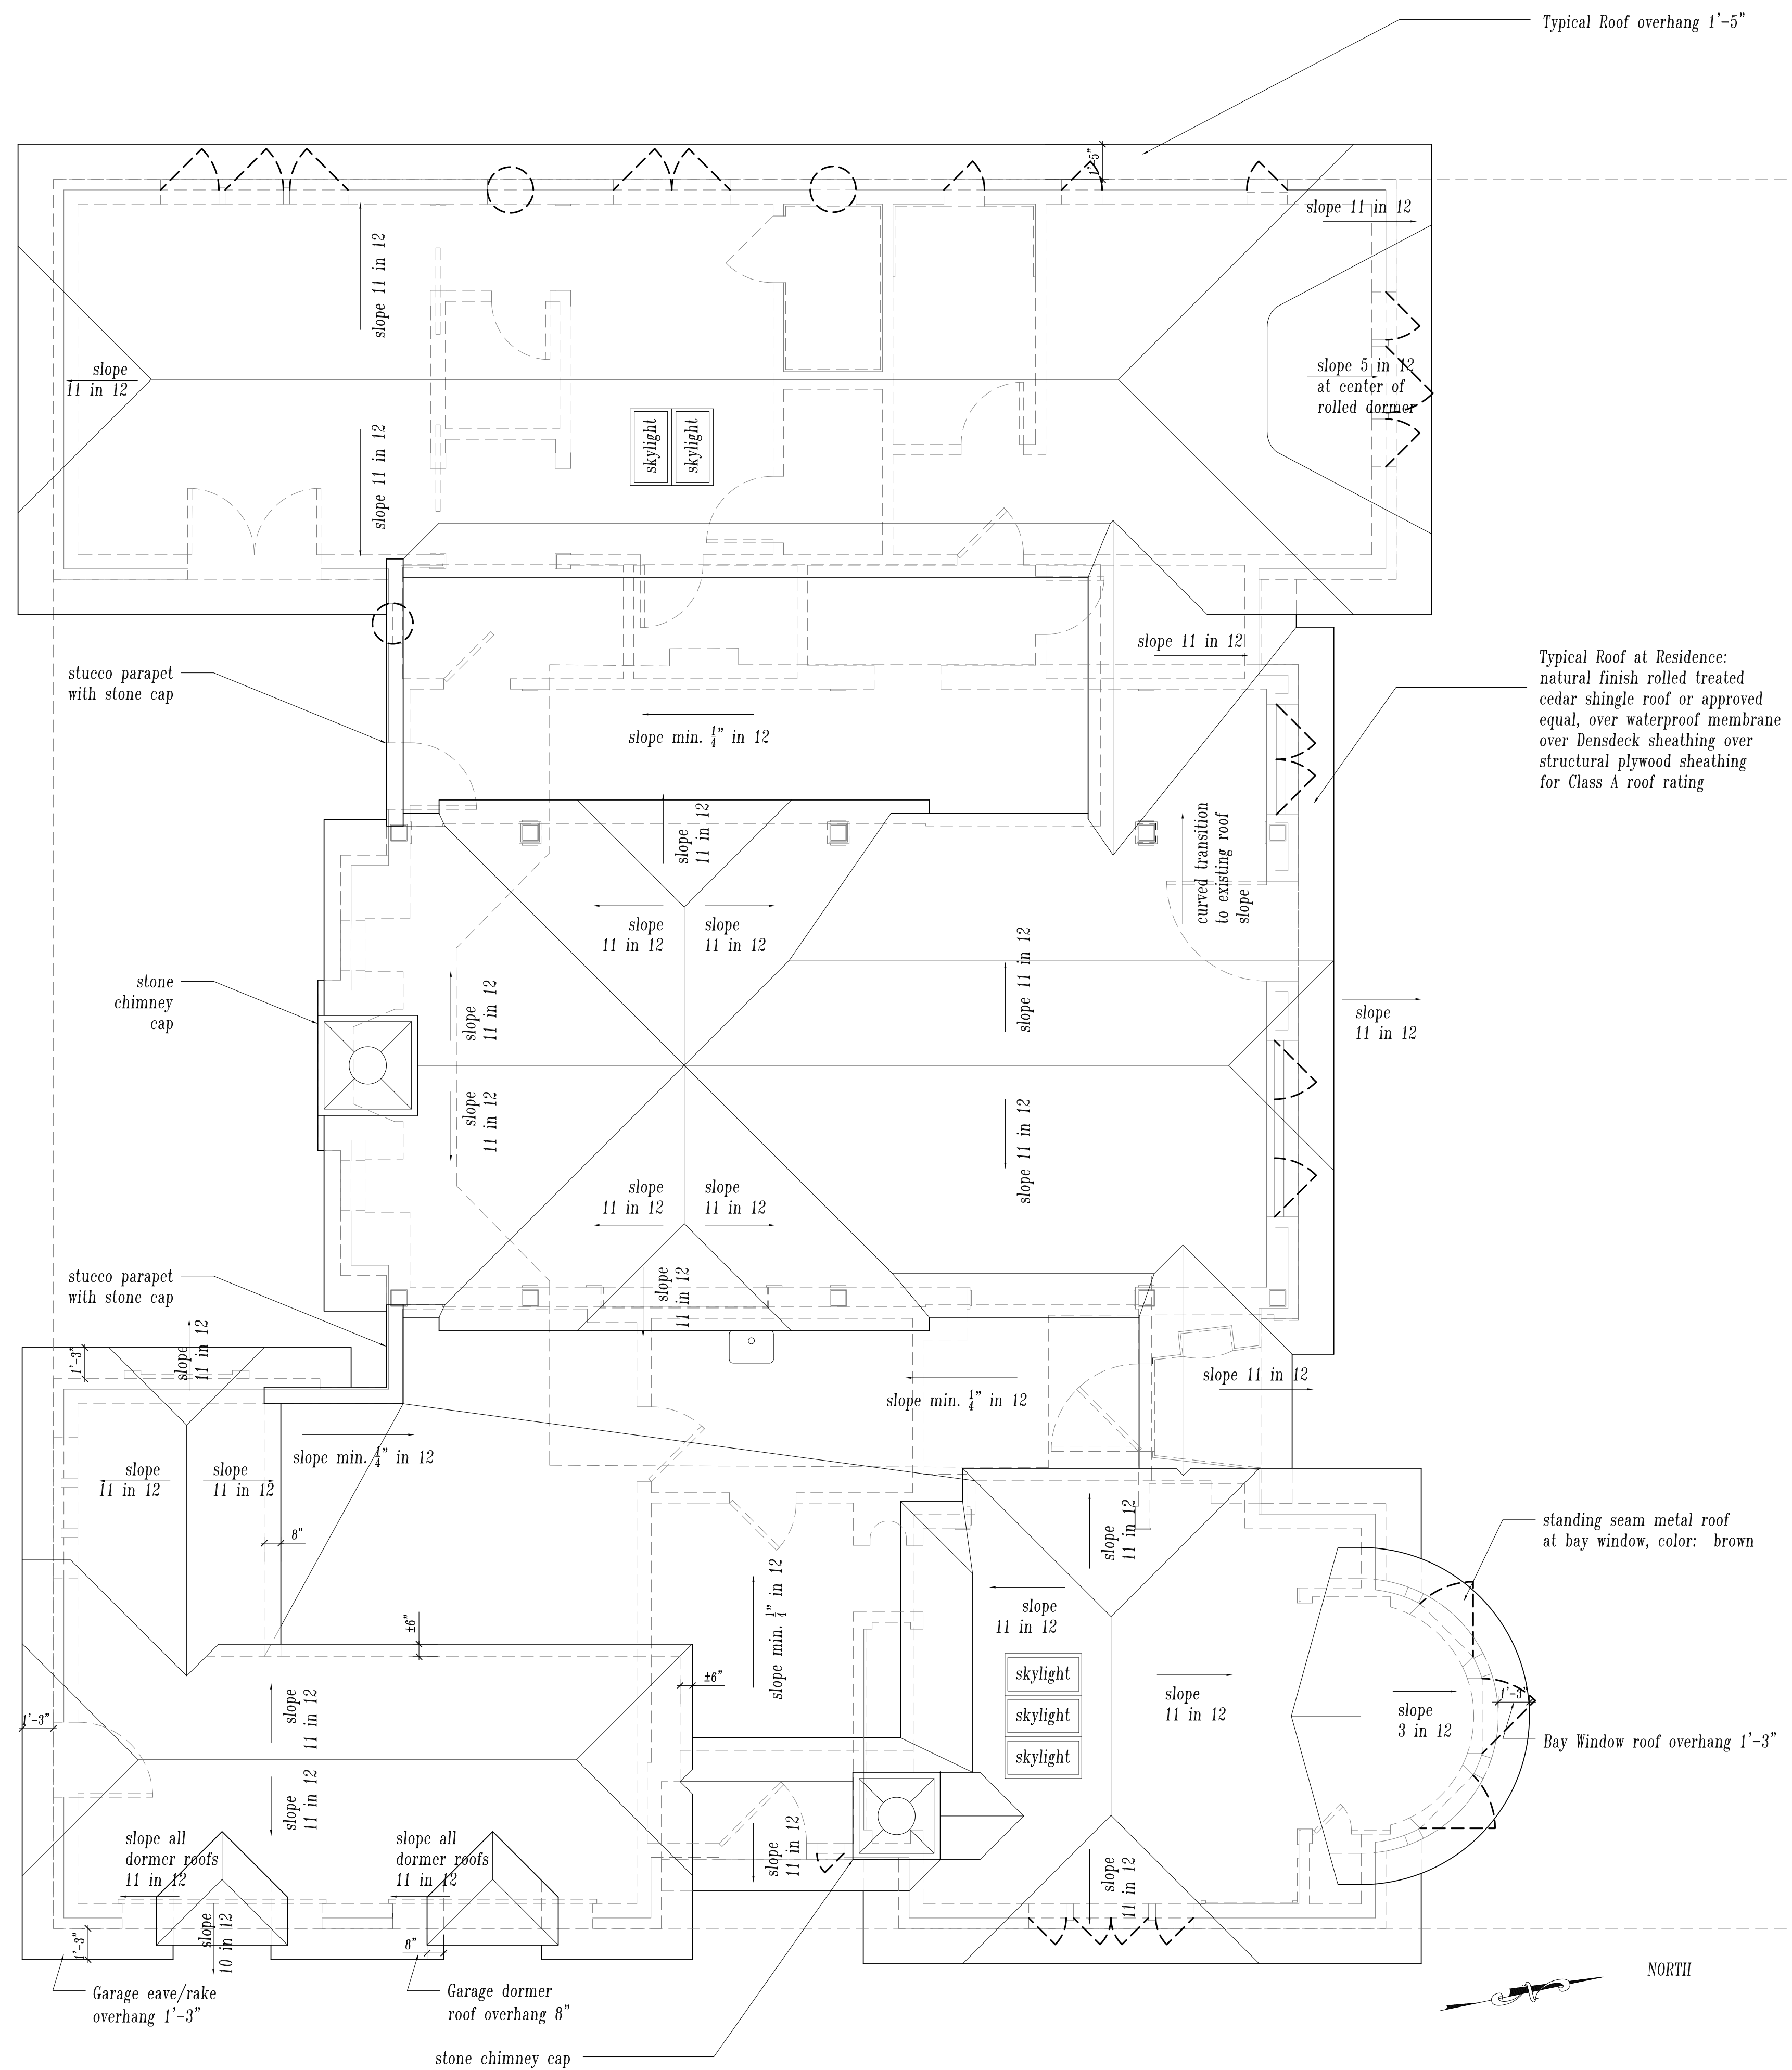 Typical Roof overhang 1'-5"
1'-5"
slope 11 in 12
slope 11 in 12
slope
11 in 12
slope 5 in 12
at center of
rolled dormer
skylight
skylight
slope 11 in 12
slope 11 in 12
Typical Roof at Residence:
natural finish rolled treated
cedar shingle roof or approved
equal, over waterproof membrane
over Densdeck sheathing over
structural plywood sheathing
for Class A roof rating
stucco parapet
with stone cap
slope min. 1/4" in 12
slope
11 in 12
curved transition
to existing roof
slope
slope
11 in 12
slope
11 in 12
slope 11 in 12
stone
chimney
cap
slope
11 in 12
slope
11 in 12
slope
11 in 12
slope 11 in 12
slope
11 in 12
slope
11 in 12
stucco parapet
with stone cap
slope
11 in 12
slope
11 in 12
1'-3"
slope 11 in 12
slope min. 1/4" in 12
slope min. 1/4" in 12
slope
11 in 12
slope
11 in 12
8"
slope
11 in 12
standing seam metal roof
at bay window, color: brown
slope min. 1/4" in 12
±6"
slope
11 in 12
±6"
skylight
skylight
skylight
slope
11 in 12
slope
3 in 12
1'-3"
Bay Window roof overhang 1'-3"
1'-3"
slope
11 in 12
slope
11 in 12
slope all
dormer roofs
11 in 12
slope all
dormer roofs
11 in 12
slope
11 in 12
slope
11 in 12
slope
10 in 12
1'-3"
8"
Garage eave/rake
overhang 1'-3"
Garage dormer
roof overhang 8"
stone chimney cap
NORTH